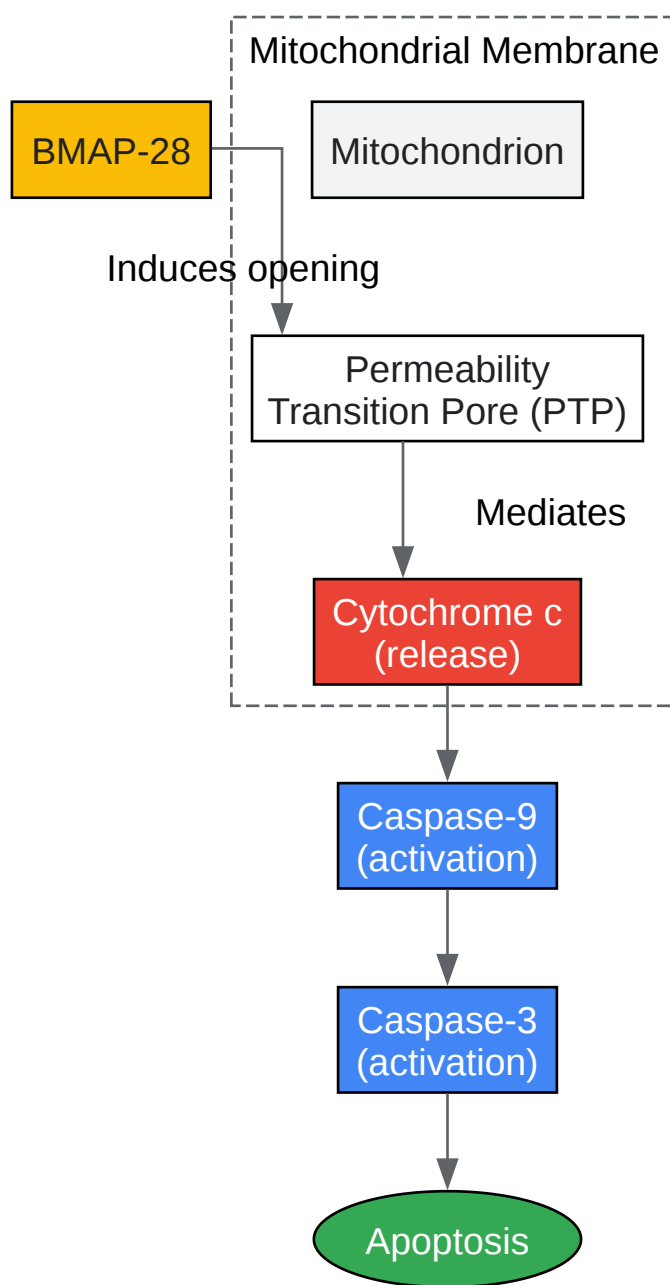 Mitochondrial Membrane
BMAP-28
Mitochondrion
Induces opening
Permeability
Transition Pore (PTP)
Mediates
Cytochrome c
(release)
Caspase-9
(activation)
Caspase-3
(activation)
Apoptosis